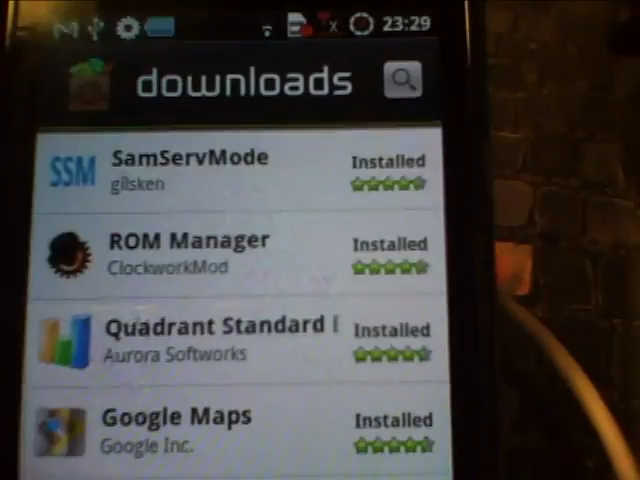 23:29
downloads
SSM
SamServMode
gilsken
Installed
ROM Manager
ClockworkMod
Installed
Quadrant Standard
Aurora Softworks
Installed
Google Maps
Google Inc.
Installed